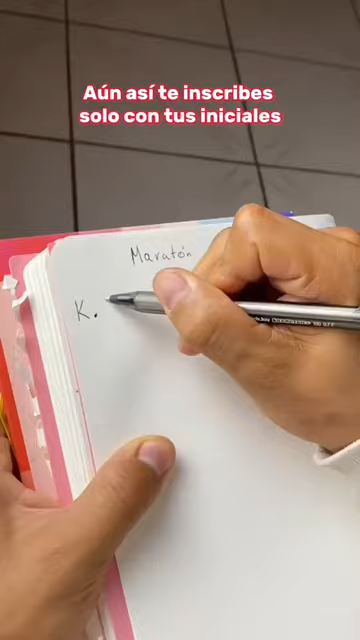 Aún así te inscribes
solo con tus iniciales
Maratón
K.